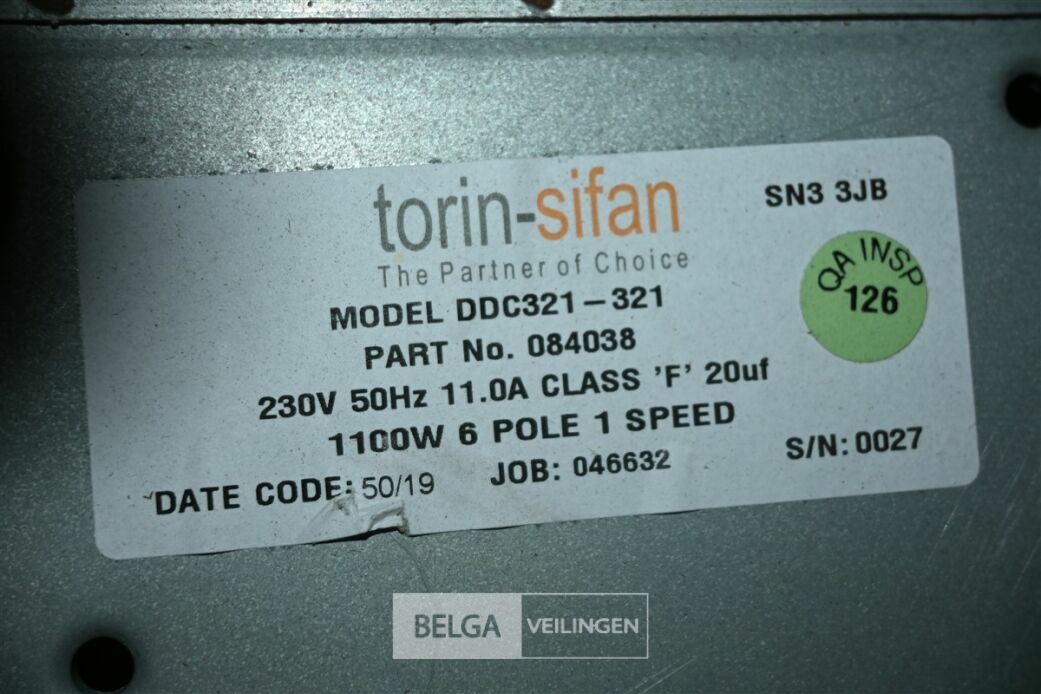 torin-sifan
The Partner of Choice
SN3 3JB
QA INSP
126
MODEL DDC321-321
PART No. 084038
230V 50Hz 11.0A CLASS 'F' 20uf
1100W 6 POLE 1 SPEED
DATE CODE: 50/19 JOB: 046632 S/N: 0027
BELGA VEILINGEN